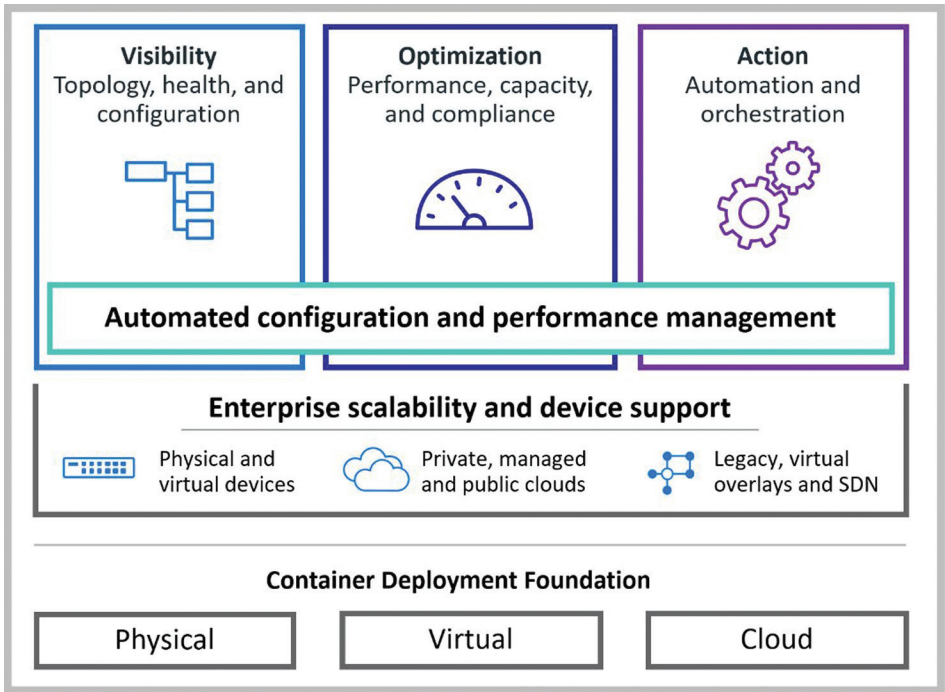 Visibility
Topology, health, and
configuration
Optimization
Performance, capacity,
and compliance
Action
Automation and
orchestration
Automated configuration and performance management
Enterprise scalability and device support
Physical and
virtual devices
Private, managed
and public clouds
Legacy, virtual
overlays and SDN
Container Deployment Foundation
Physical
Virtual
Cloud